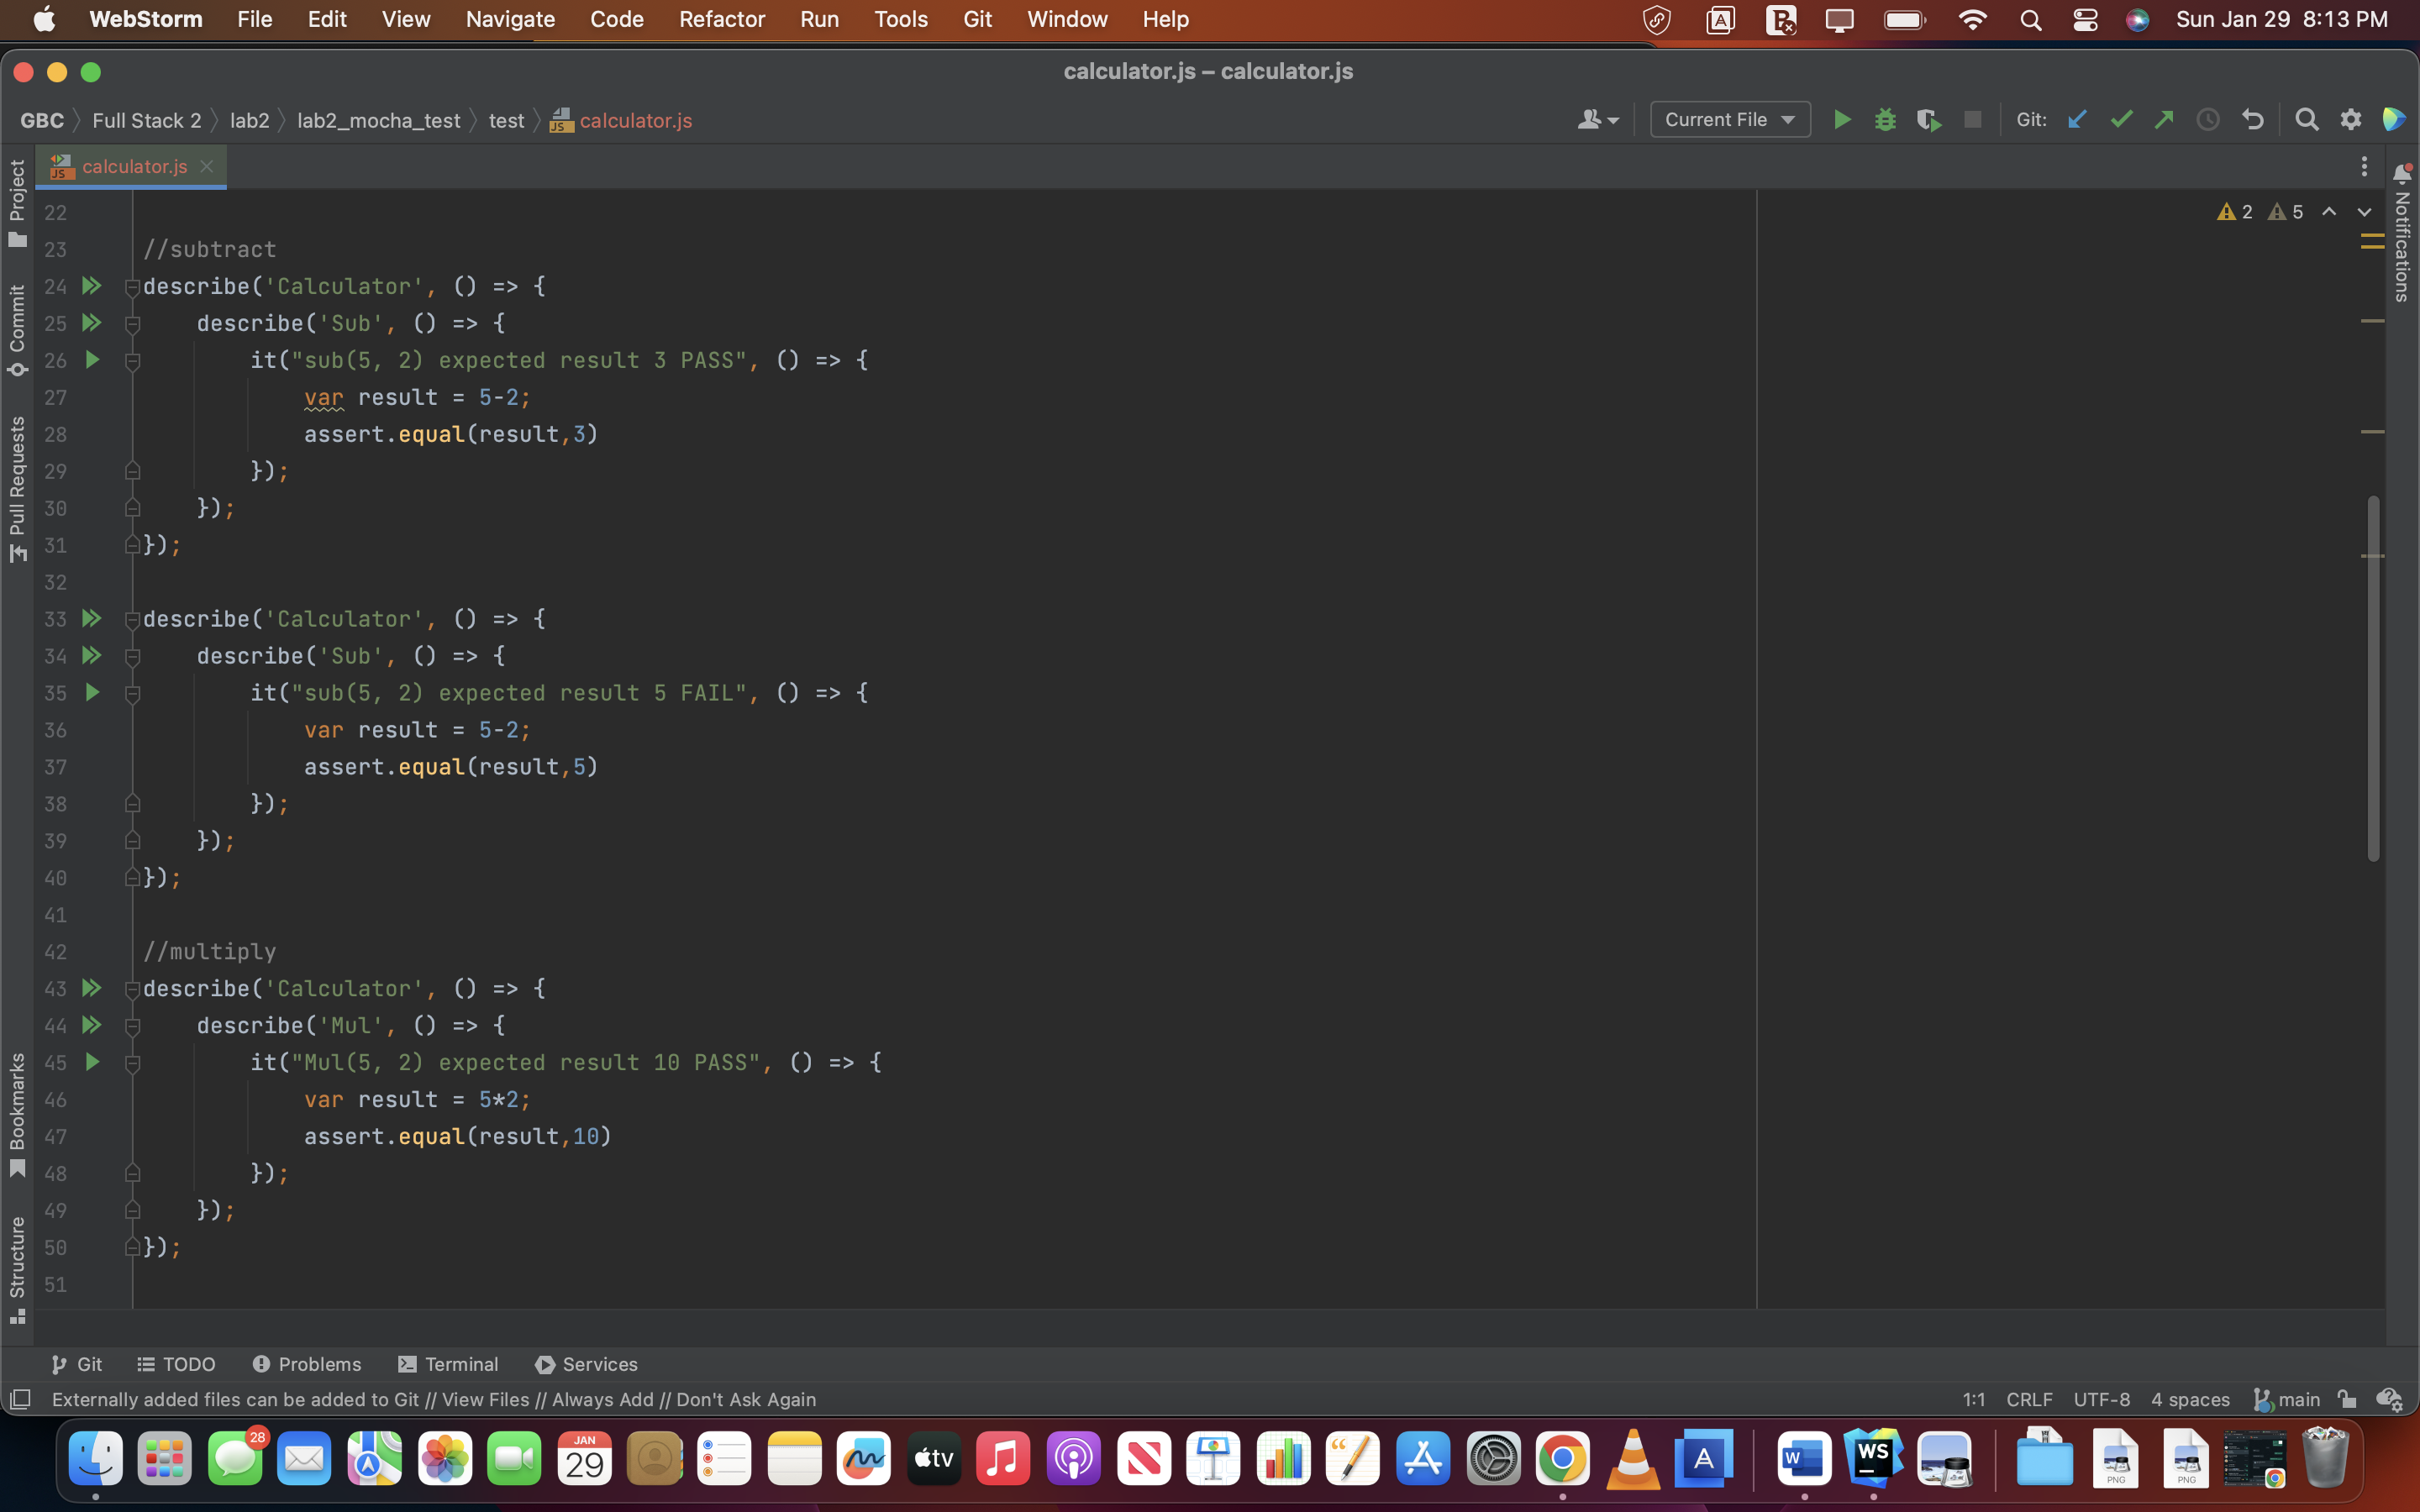 WebStorm File Edit View Navigate Code Refactor Run Tools Git Window Help Sun Jan 29 8:13 PM
calculator.js – calculator.js
GBC Full Stack 2 lab2 lab2_mocha_test test calculator.js Current File Git:
calculator.js
Project
Commit
Pull Requests
Bookmarks
Structure
Notifications
2 5
22
23 //subtract
24 describe('Calculator', () => {
25     describe('Sub', () => {
26         it("sub(5, 2) expected result 3 PASS", () => {
27             var result = 5-2;
28             assert.equal(result,3)
29         });
30     });
31 });
32
33 describe('Calculator', () => {
34     describe('Sub', () => {
35         it("sub(5, 2) expected result 5 FAIL", () => {
36             var result = 5-2;
37             assert.equal(result,5)
38         });
39     });
40 });
41
42 //multiply
43 describe('Calculator', () => {
44     describe('Mul', () => {
45         it("Mul(5, 2) expected result 10 PASS", () => {
46             var result = 5*2;
47             assert.equal(result,10)
48         });
49     });
50 });
51
Git TODO Problems Terminal Services
Externally added files can be added to Git // View Files // Always Add // Don't Ask Again 1:1 CRLF UTF-8 4 spaces main
28 JAN 29 tv A W WS PNG PNG